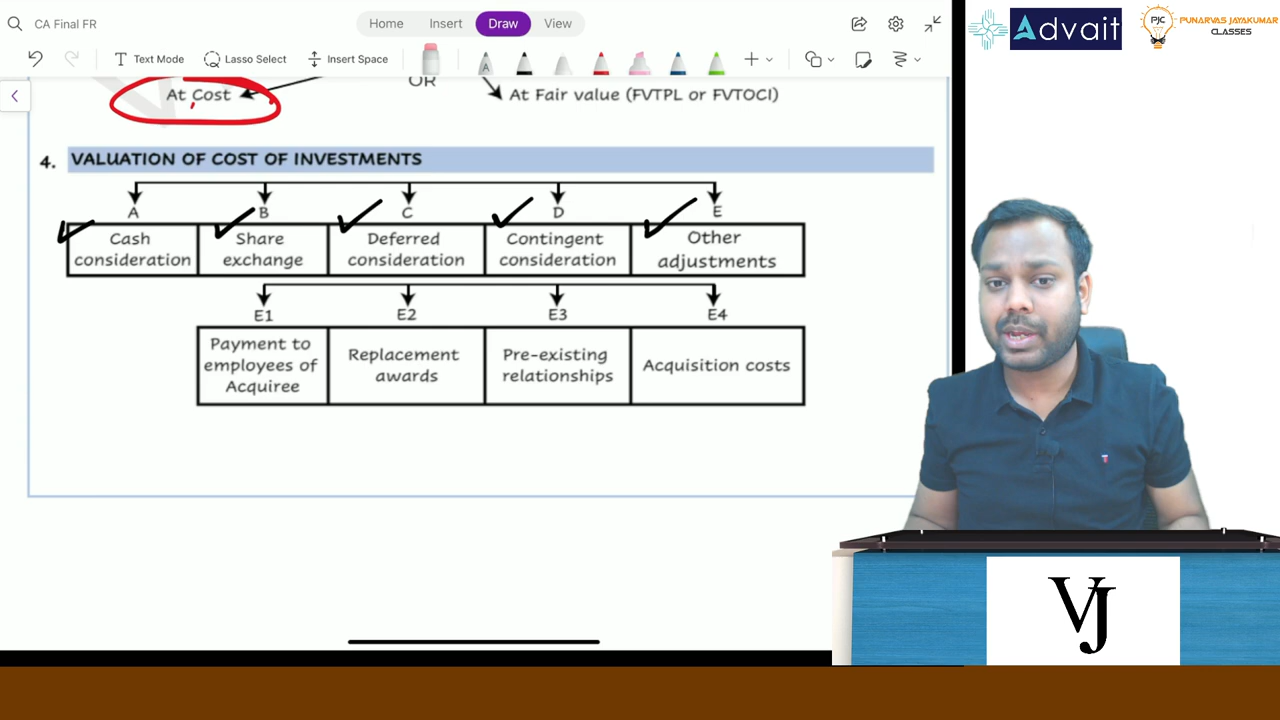 CA Final FR
Home Insert Draw View
Text Mode Lasso Select Insert Space
Advait
PJC
PUNARVAS JAYAKUMAR
CLASSES
OR
At Cost
At Fair value (FVTPL or FVTOCI)
4. VALUATION OF COST OF INVESTMENTS
A B C D E
Cash consideration
Share exchange
Deferred consideration
Contingent consideration
Other adjustments
E1 E2 E3 E4
Payment to employees of Acquiree
Replacement awards
Pre-existing relationships
Acquisition costs
VJ